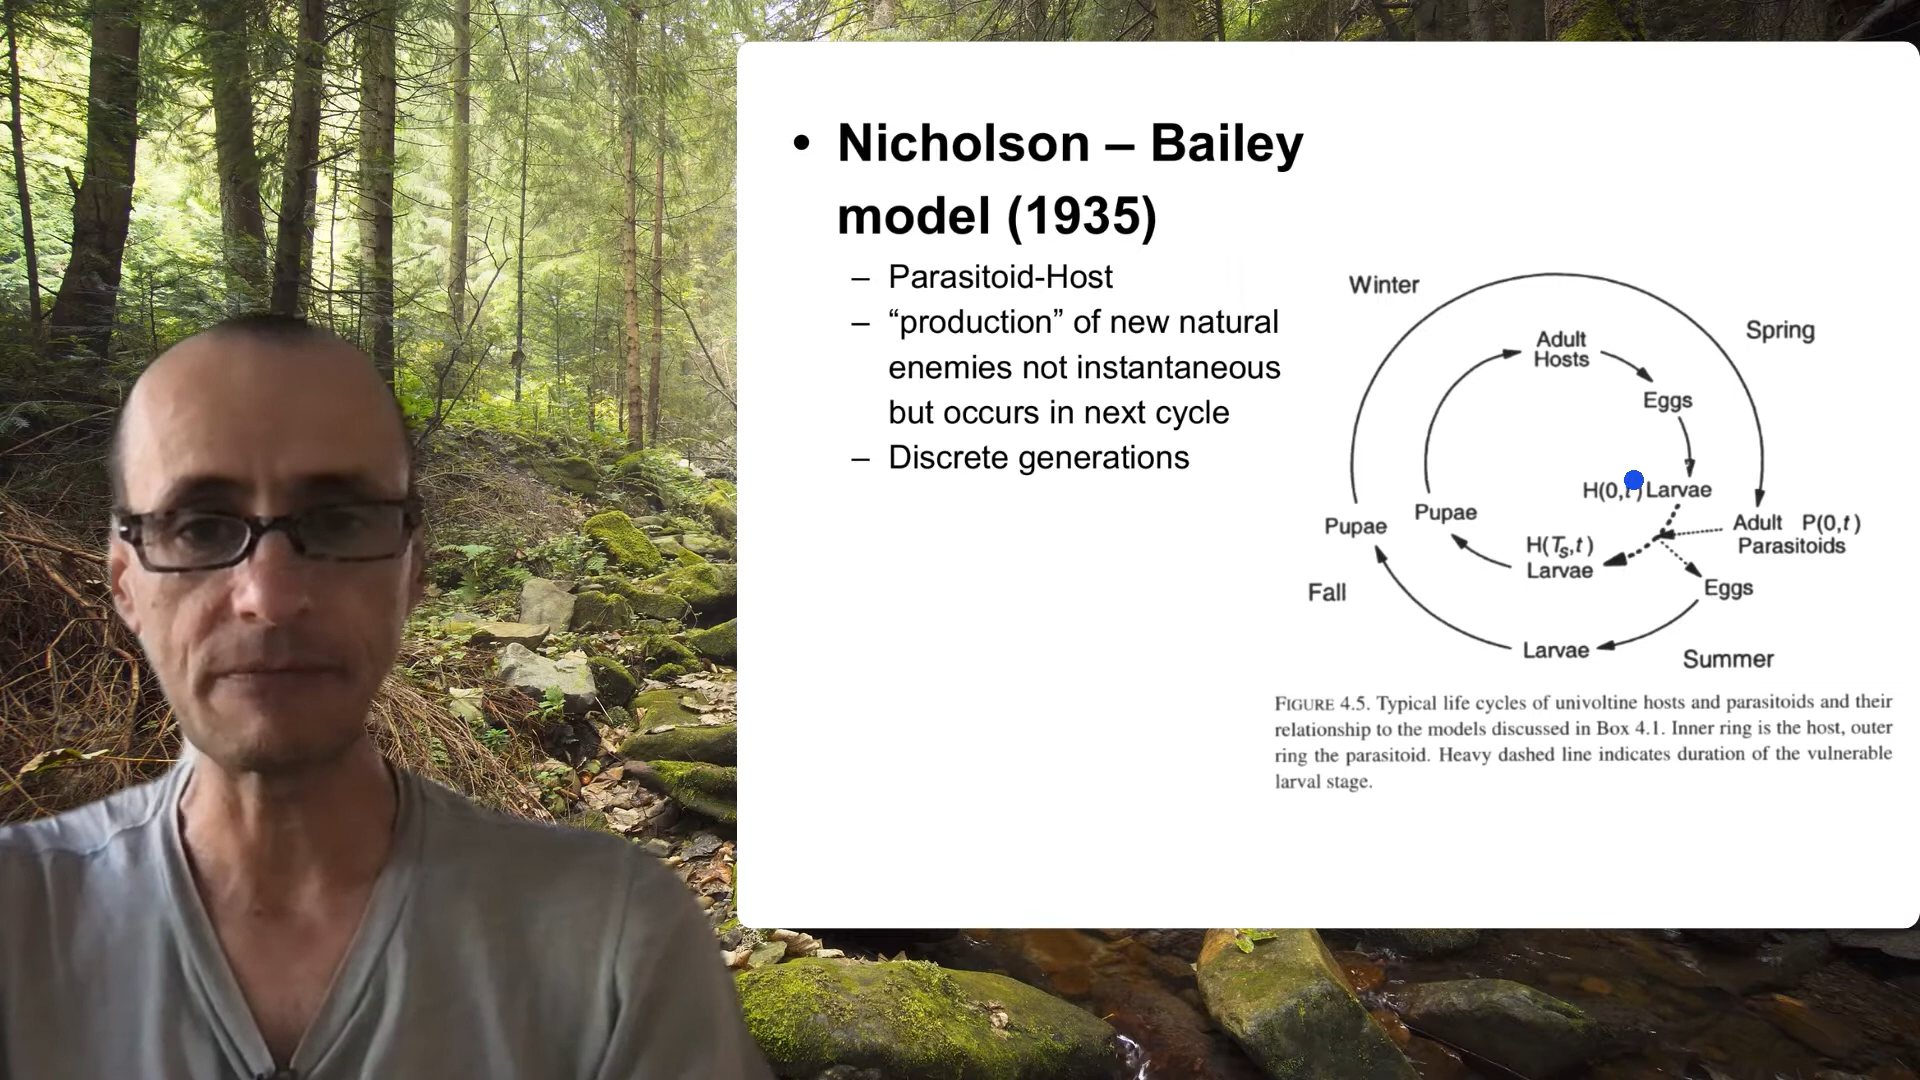 • Nicholson – Bailey
model (1935)
– Parasitoid-Host
– “production” of new natural
enemies not instantaneous
but occurs in next cycle
– Discrete generations
Winter
Spring
Adult
Hosts
Eggs
H(0,t) Larvae
Pupae
Pupae
Adult P(0,t)
Parasitoids
H(Ts,t)
Larvae
Fall
Eggs
Larvae
Summer
FIGURE 4.5. Typical life cycles of univoltine hosts and parasitoids and their
relationship to the models discussed in Box 4.1. Inner ring is the host, outer
ring the parasitoid. Heavy dashed line indicates duration of the vulnerable
larval stage.